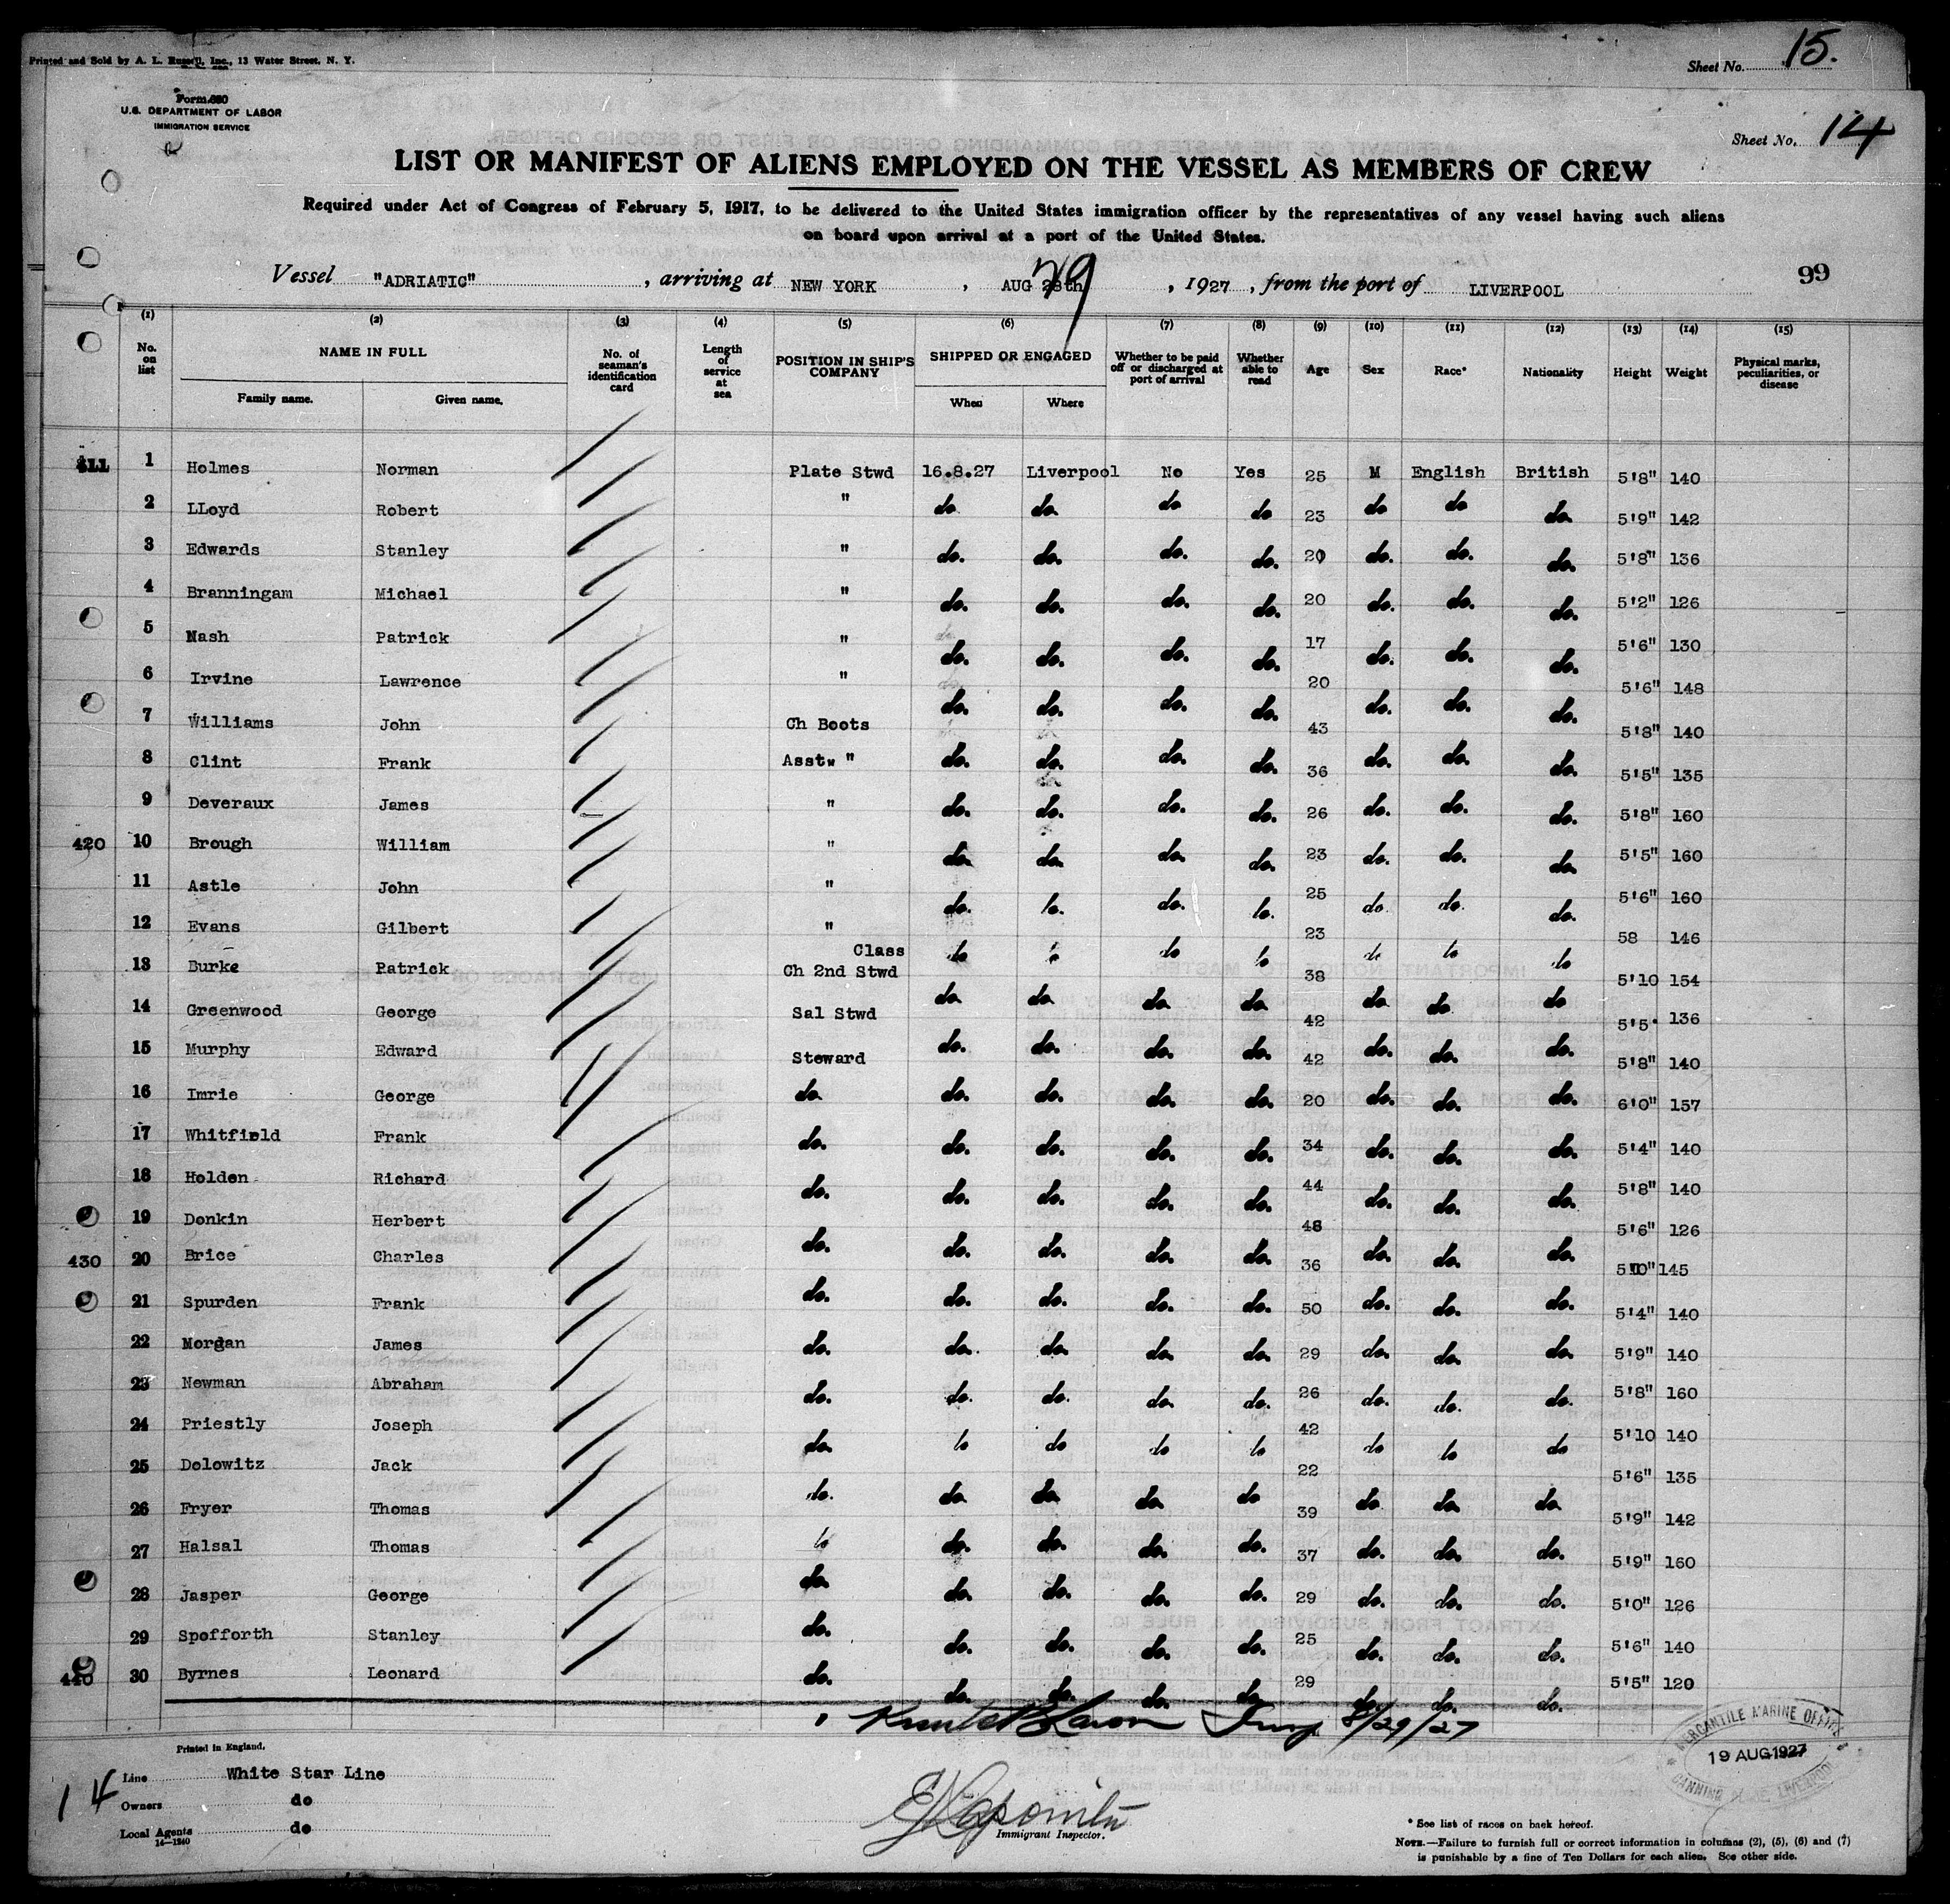 Printed and Sold by A. L. Russell, Inc., 13 Water Street, N. Y.
Sheet No. 15.
Form 680
U.S. DEPARTMENT OF LABOR
IMMIGRATION SERVICE
Sheet No. 14
LIST OR MANIFEST OF ALIENS EMPLOYED ON THE VESSEL AS MEMBERS OF CREW
Required under Act of Congress of February 5, 1917, to be delivered to the United States immigration officer by the representatives of any vessel having such aliens
on board upon arrival at a port of the United States.
Vessel "ADRIATIC", arriving at NEW YORK, AUG 28th 29, 1927, from the port of LIVERPOOL
99
(1) (2) (3) (4) (5) (6) (7) (8) (9) (10) (11) (12) (13) (14) (15)
No. on list NAME IN FULL Family name. Given name. No. of seaman's identification card Length of service at sea POSITION IN SHIP'S COMPANY SHIPPED OR ENGAGED When Where Whether to be paid off or discharged at port of arrival Whether able to read Age Sex Race* Nationality Height Weight Physical marks, peculiarities, or disease
411 1 Holmes Norman Plate Stwd 16.8.27 Liverpool No Yes 25 M English British 5'8" 140
2 LLoyd Robert " do do do do 23 do do do 5'9" 142
3 Edwards Stanley " do. do. do. do. 20 do. do. do. 5'8" 136
4 Branningam Michael " do. do. do. do. 20 do. do. do. 5'2" 126
5 Nash Patrick " do. do. do. do. 17 do. do. do. 5'6" 130
6 Irvine Lawrence " do. do. do. do. 20 do. do. do. 5'6" 148
7 Williams John Ch Boots do. do. do. do. 43 do. do. do. 5'8" 140
8 Clint Frank Asstw " do. do. do. do. 36 do. do. do. 5'5" 135
9 Deveraux James " do. do. do. do. 26 do. do. do. 5'8" 160
420 10 Brough William " do. do. do. do. 23 do. do. do. 5'5" 160
11 Astle John " do. do. do. do. 25 do. do. do. 5'6" 160
12 Evans Gilbert " do do do do 23 do do do 58 146
13 Burke Patrick Class Ch 2nd Stwd do do do do 38 do do do 5'10 154
14 Greenwood George Sal Stwd do. do. do. do. 42 do. do. do. 5'5" 136
15 Murphy Edward Steward do. do. do. do. 42 do. do. do. 5'8" 140
16 Imrie George do. do. do. do. do. 20 do. do. do. 6'0" 157
17 Whitfield Frank do. do. do. do. do. 34 do. do. do. 5'4" 140
18 Holden Richard do. do. do. do. do. 44 do. do. do. 5'8" 140
19 Donkin Herbert do. do. do. do. do. 48 do. do. do. 5'6" 126
430 20 Brice Charles do. do. do. do. do. 36 do. do. do. 5'10" 145
21 Spurden Frank do. do. do. do. do. 50 do. do. do. 5'4" 140
22 Morgan James do. do. do. do. do. 29 do. do. do. 5'9" 140
23 Newman Abraham do. do. do. do. do. 26 do. do. do. 5'8" 160
24 Priestly Joseph do. do do do do 42 do do do 5'10 140
25 Dolowitz Jack do. do do do do 22 do do do 5'6" 135
26 Fryer Thomas do do. do. do. do. 39 do. do. do. 5'9" 142
27 Halsal Thomas do. do. do. do. do. 37 do. do. do. 5'9" 160
28 Jasper George do. do. do. do. do. 29 do. do. do. 5'0" 126
29 Spofforth Stanley do. do. do. do. do. 25 do. do. do. 5'6" 140
440 30 Byrnes Leonard do. do. do. do. do. 29 do. do. do. 5'5" 120
8/29/27
MERCANTILE MARINE OFFICE
19 AUG 1927
CANNING PLACE LIVERPOOL
Printed in England.
14
Line White Star Line
Owners do
Local Agents do
14—1240
Immigrant Inspector.
* See list of races on back hereof.
NOTE.—Failure to furnish full or correct information in columns (2), (5), (6) and (7)
is punishable by a fine of Ten Dollars for each alien. See other side.